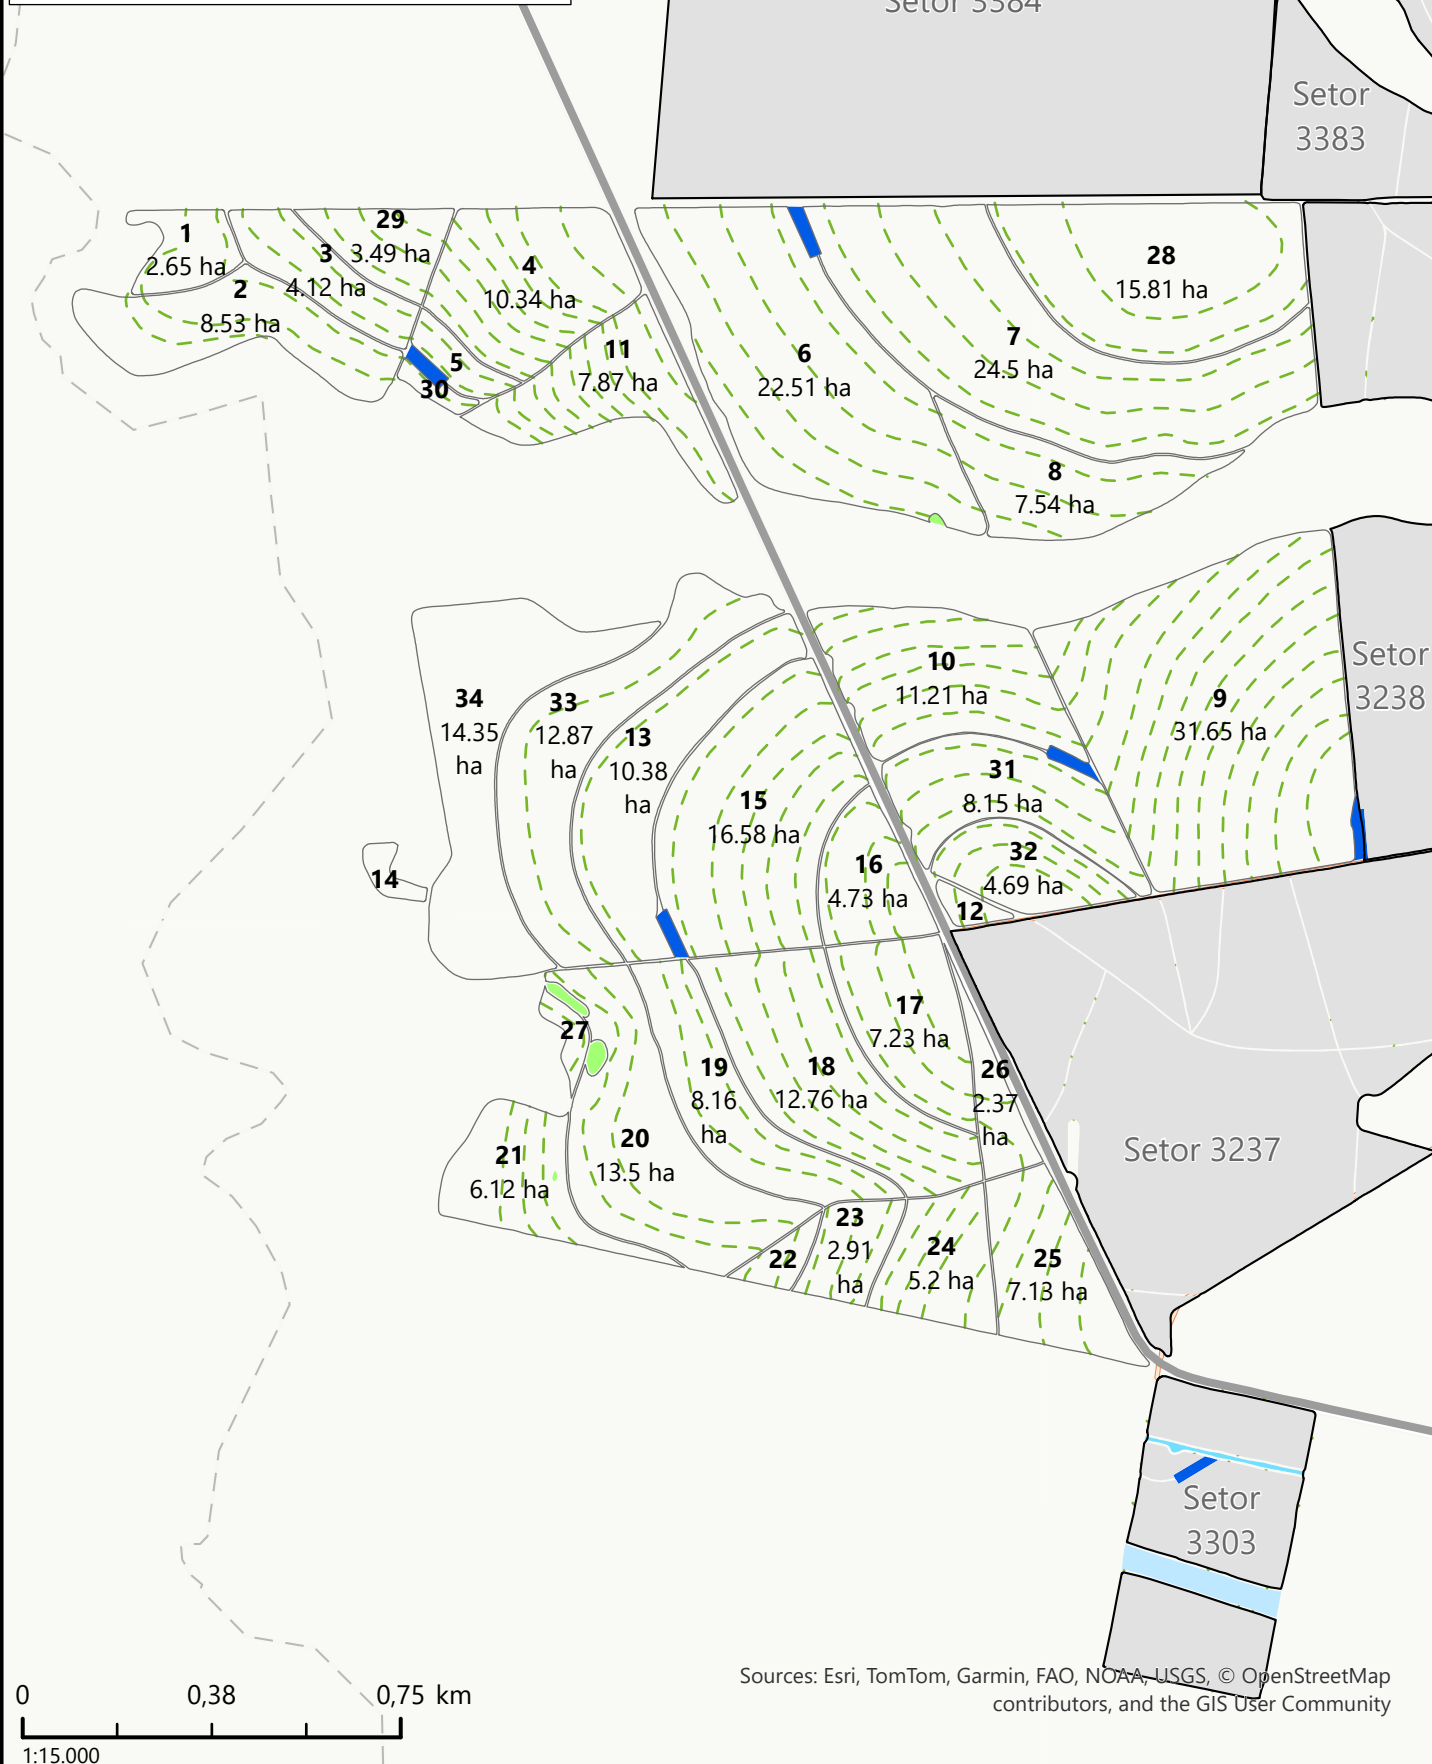 Setor 3384
Setor
3383
1
2.65 ha
2
8.53 ha
3
4.12 ha
29
3.49 ha
4
10.34 ha
5
30
11
7.87 ha
6
22.51 ha
7
24.5 ha
28
15.81 ha
8
7.54 ha
34
14.35
ha
33
12.87
ha
13
10.38
ha
10
11.21 ha
9
31.65 ha
Setor
3238
31
8.15 ha
15
16.58 ha
16
4.73 ha
32
4.69 ha
12
14
27
17
7.23 ha
18
12.76 ha
19
8.16
ha
26
2.37
ha
20
13.5 ha
21
6.12 ha
Setor 3237
22
23
2.91
ha
24
5.2 ha
25
7.13 ha
Setor
3303
Sources: Esri, TomTom, Garmin, FAO, NOAA, USGS, © OpenStreetMap
contributors, and the GIS User Community
0 0,38 0,75 km
1:15.000